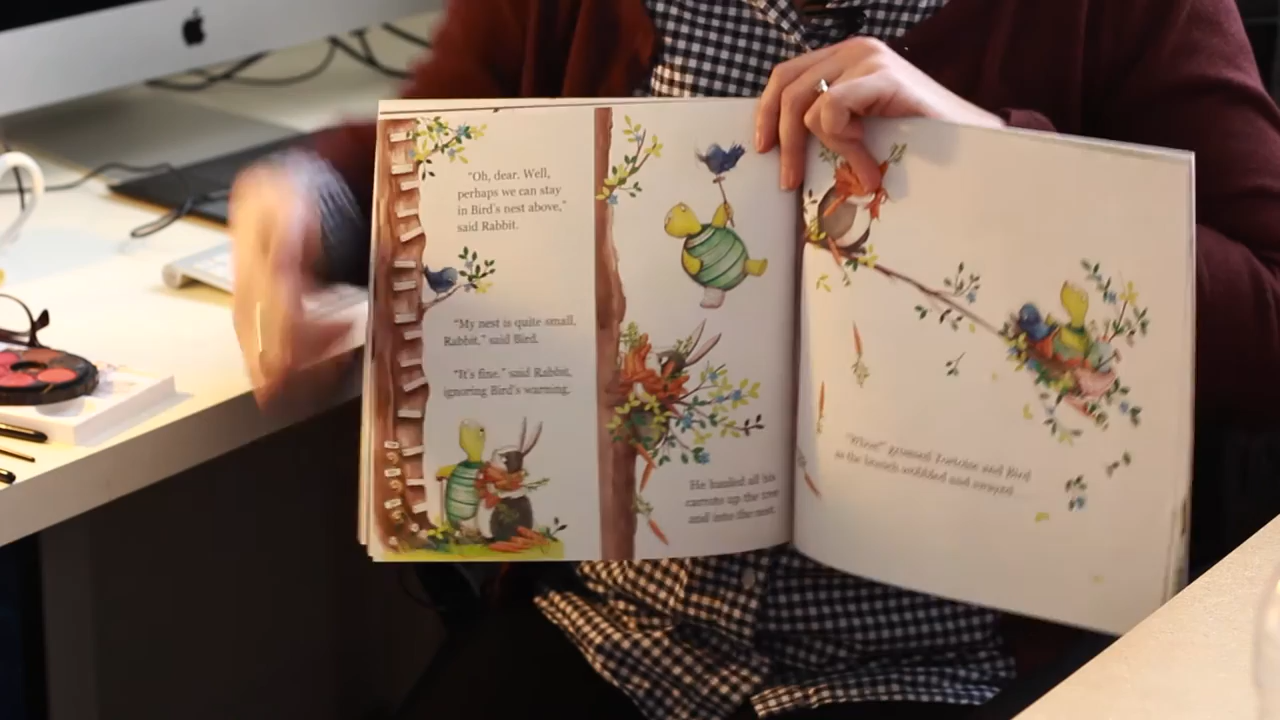 "Oh, dear. Well,
perhaps we can stay
in Bird's nest above,"
said Rabbit.
"My nest is quite small,
Rabbit," said Bird.
"It's fine," said Rabbit,
ignoring Bird's warning.
He hauled all his
carrots up the tree
and into the nest.
groaned Tortoise and Bird
as the branch wobbled and swayed